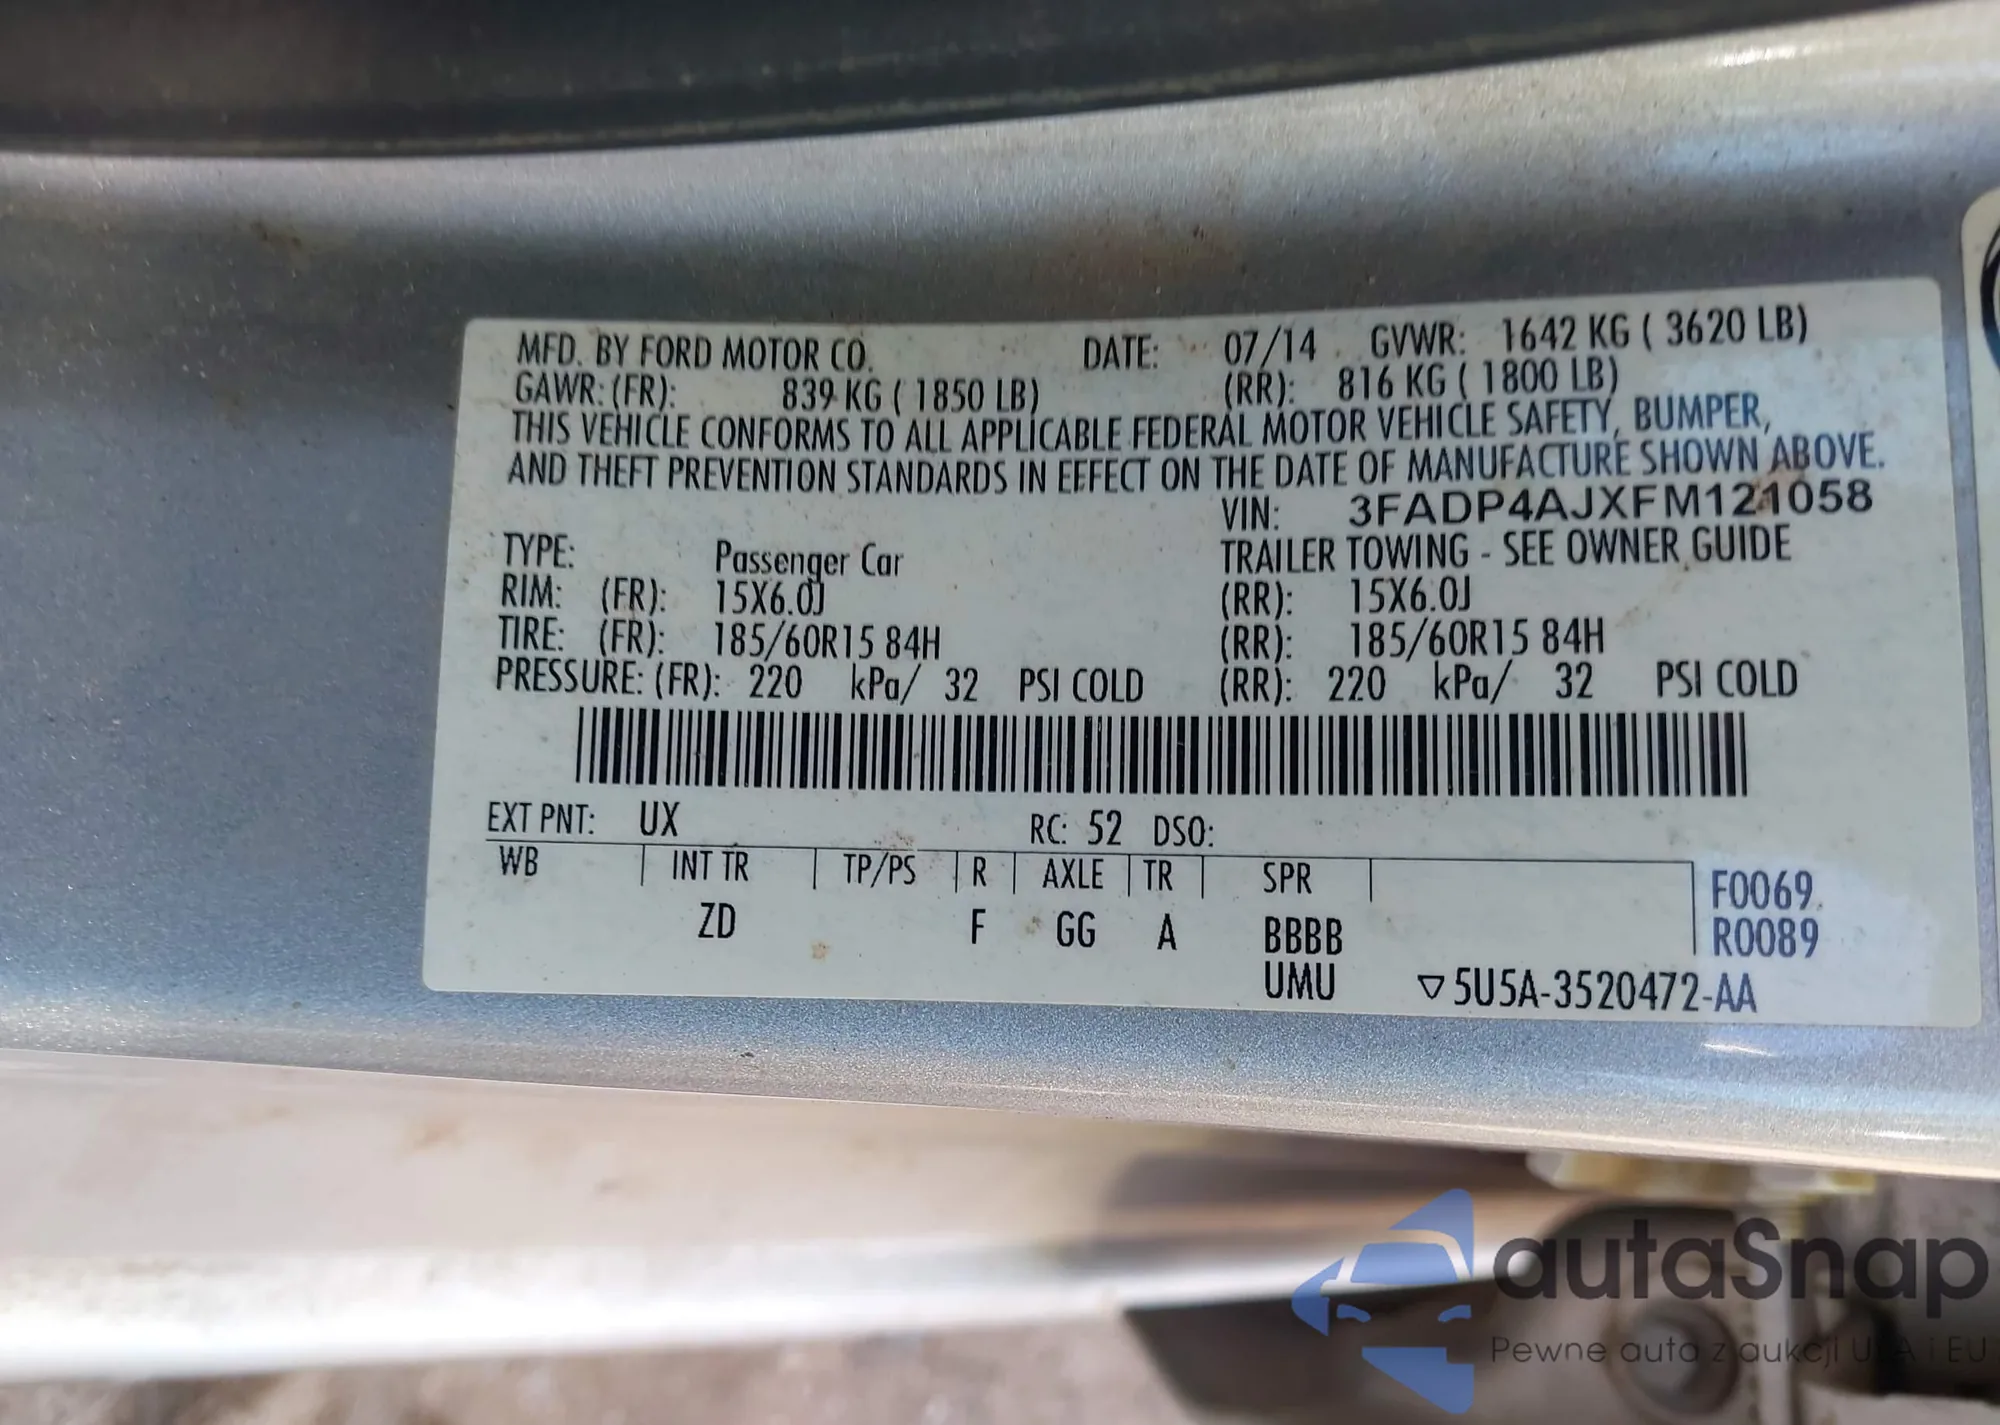 MFD. BY FORD MOTOR CO. DATE: 07/14 GVWR: 1642 KG ( 3620 LB)
GAWR: (FR): 839 KG ( 1850 LB) (RR): 816 KG ( 1800 LB)
THIS VEHICLE CONFORMS TO ALL APPLICABLE FEDERAL MOTOR VEHICLE SAFETY, BUMPER,
AND THEFT PREVENTION STANDARDS IN EFFECT ON THE DATE OF MANUFACTURE SHOWN ABOVE.
VIN: 3FADP4AJXFM121058
TYPE: Passenger Car TRAILER TOWING - SEE OWNER GUIDE
RIM: (FR): 15X6.0J (RR): 15X6.0J
TIRE: (FR): 185/60R15 84H (RR): 185/60R15 84H
PRESSURE: (FR): 220 kPa/ 32 PSI COLD (RR): 220 kPa/ 32 PSI COLD
EXT PNT: UX RC: 52 DSO:
WB INT TR TP/PS R AXLE TR SPR F0069
ZD F GG A BBBB R0089
UMU ▽5U5A-3520472-AA
autaSnap
Pewne auta z aukcji USA i EU